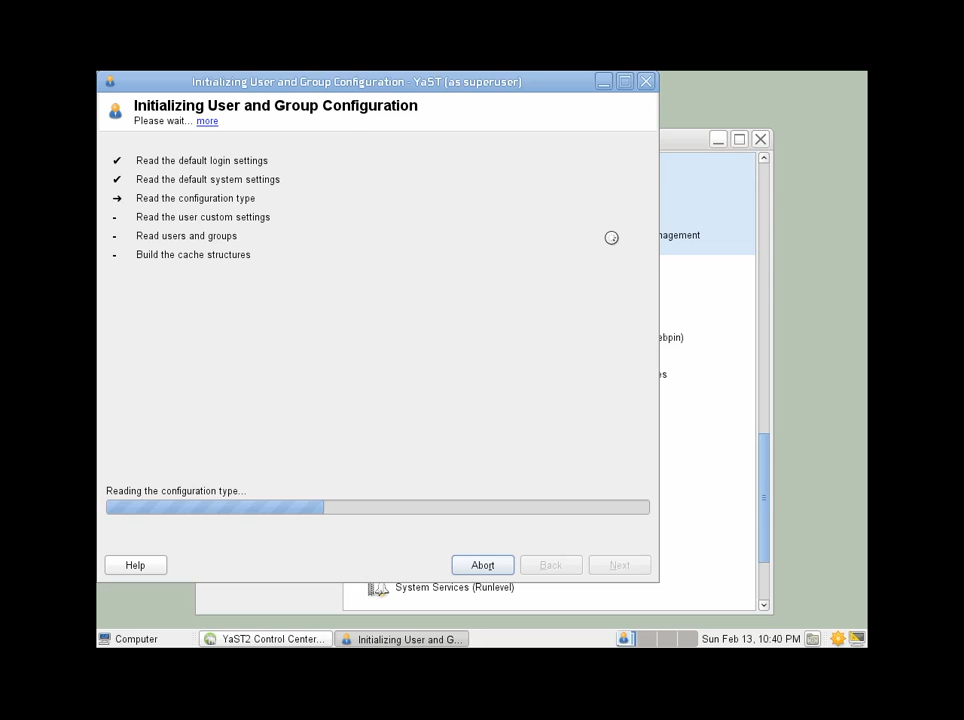 Initializing User and Group Configuration - YaST (as superuser)
Initializing User and Group Configuration
Please wait... more
✔ Read the default login settings
✔ Read the default system settings
➔ Read the configuration type
- Read the user custom settings
- Read users and groups
- Build the cache structures
nagement
ebpin)
es
Reading the configuration type...
Help
Abort
Back
Next
System Services (Runlevel)
Computer
YaST2 Control Center...
Initializing User and G...
Sun Feb 13, 10:40 PM